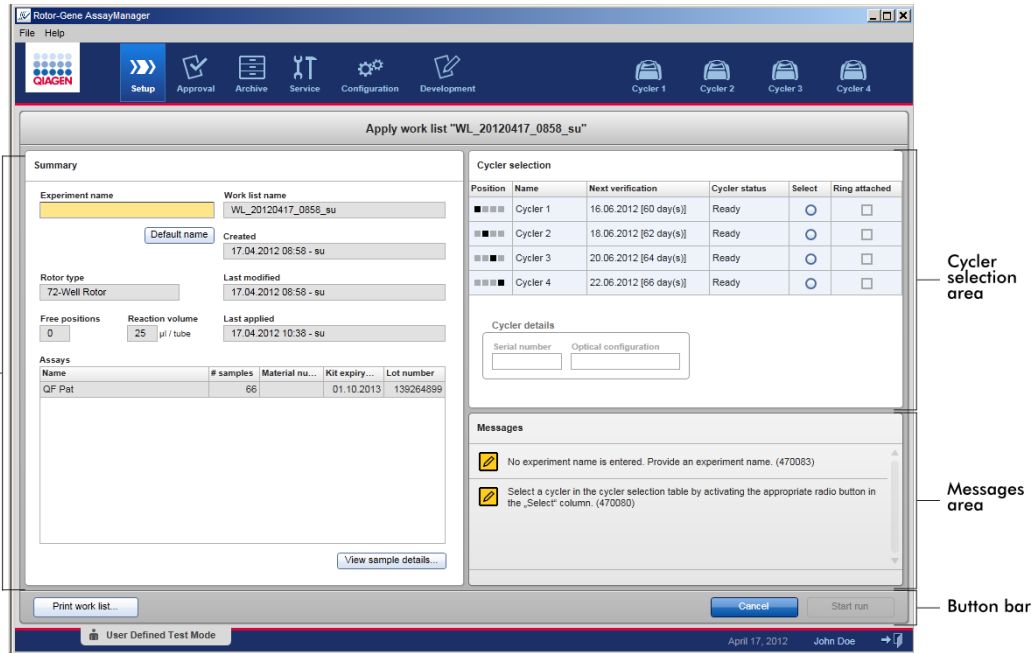 Rotor-Gene AssayManager
File Help
QIAGEN
Setup Approval Archive Service Configuration Development Cycler 1 Cycler 2 Cycler 3 Cycler 4
Apply work list "WL_20120417_0858_su"
Summary
Experiment name Work list name
WL_20120417_0858_su
Default name Created
17.04.2012 08:58 - su
Rotor type Last modified
72-Well Rotor 17.04.2012 08:58 - su
Free positions Reaction volume Last applied
0 25 µl / tube 17.04.2012 10:38 - su
Assays
Name # samples Material nu... Kit expiry... Lot number
QF Pat 66 01.10.2013 139264899
View sample details...
Cycler selection
Position Name Next verification Cycler status Select Ring attached
Cycler 1 16.06.2012 [60 day(s)] Ready
Cycler 2 18.06.2012 [62 day(s)] Ready
Cycler 3 20.06.2012 [64 day(s)] Ready
Cycler 4 22.06.2012 [66 day(s)] Ready
Cycler details
Serial number Optical configuration
Messages
No experiment name is entered. Provide an experiment name. (470083)
Select a cycler in the cycler selection table by activating the appropriate radio button in
the „Select“ column. (470080)
Print work list... Cancel Start run
User Defined Test Mode April 17, 2012 John Doe
Cycler
selection
area
Messages
area
Button bar